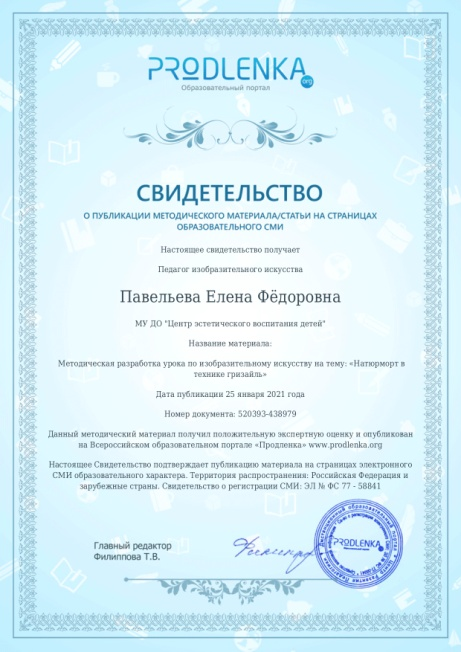 PRODLENKA.org
Образовательный портал
СВИДЕТЕЛЬСТВО
О ПУБЛИКАЦИИ МЕТОДИЧЕСКОГО МАТЕРИАЛА/СТАТЬИ НА СТРАНИЦАХ
ОБРАЗОВАТЕЛЬНОГО СМИ
Настоящее свидетельство получает
Педагог изобразительного искусства
Павельева Елена Фёдоровна
МУ ДО "Центр эстетического воспитания детей"
Название материала:
Методическая разработка урока по изобразительному искусству на тему: «Натюрморт в
технике гризайль»
Дата публикации 25 января 2021 года
Номер документа: 520393-438979
Данный методический материал получил положительную экспертную оценку и опубликован
на Всероссийском образовательном портале «Продленка» www.prodlenka.org
Настоящее Свидетельство подтверждает публикацию материала на страницах электронного
СМИ образовательного характера. Территория распространения: Российская Федерация и
зарубежные страны. Свидетельство о регистрации СМИ: ЭЛ № ФС 77 - 58841
Главный редактор
Филиппова Т.В.
PRODLENKA